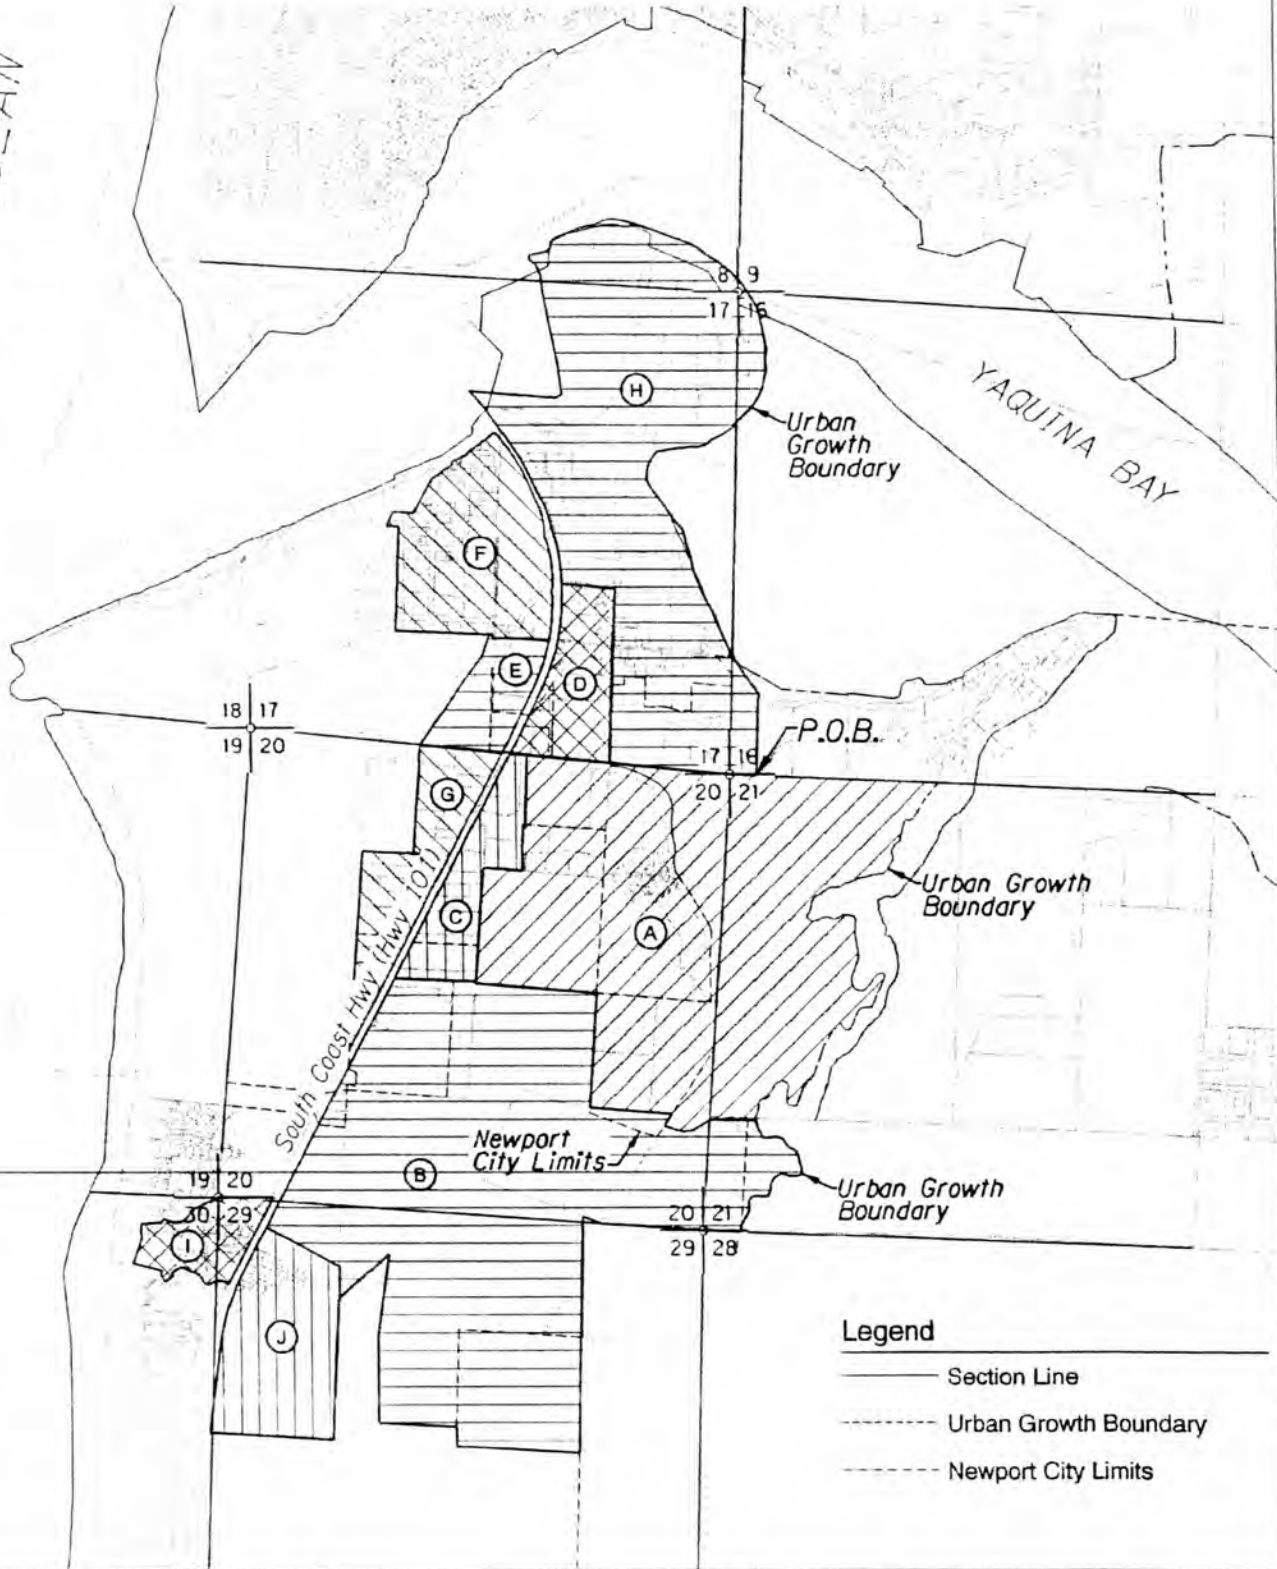 8 9
17 16
H
YAQUINA BAY
Urban
Growth
Boundary
F
E
D
18 17
19 20
P.O.B.
17 16
20 21
G
Urban Growth
Boundary
C
A
South Coast Hwy (Hwy 101)
Newport
City Limits
B
19 20
30 29
Urban Growth
Boundary
20 21
29 28
I
J
Legend
Section Line
Urban Growth Boundary
Newport City Limits